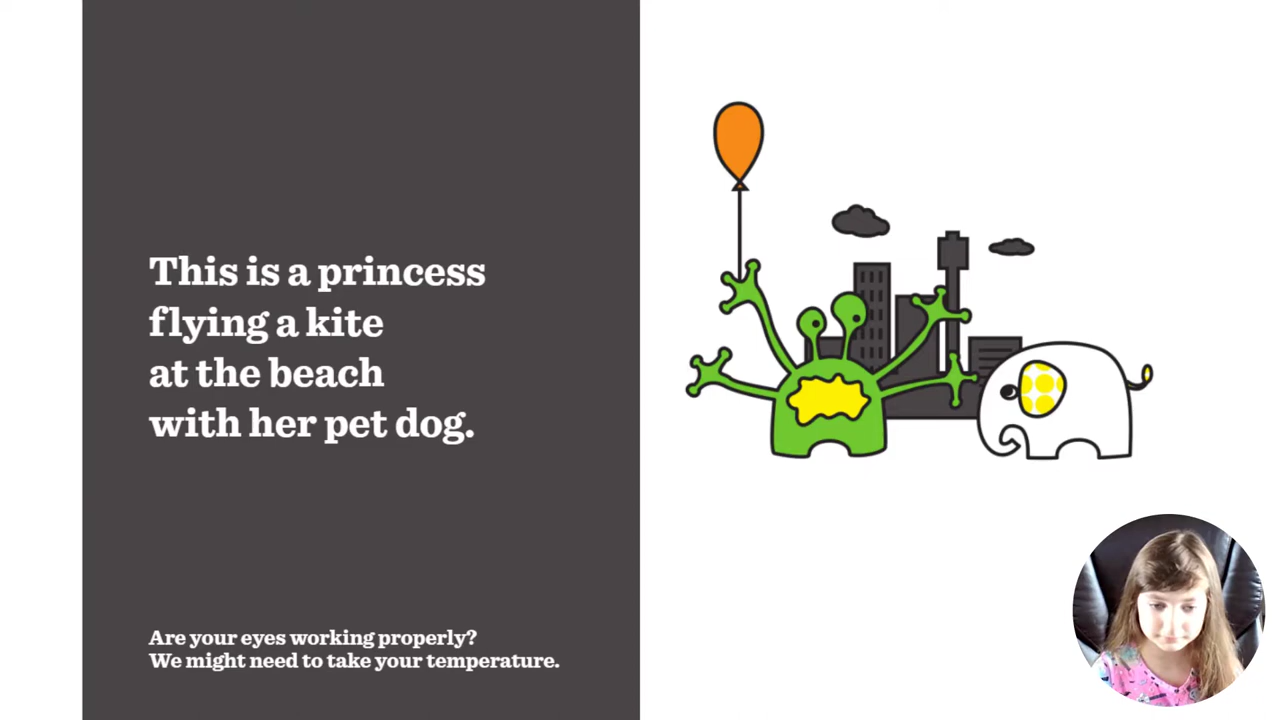 This is a princess
flying a kite
at the beach
with her pet dog.
Are your eyes working properly?
We might need to take your temperature.